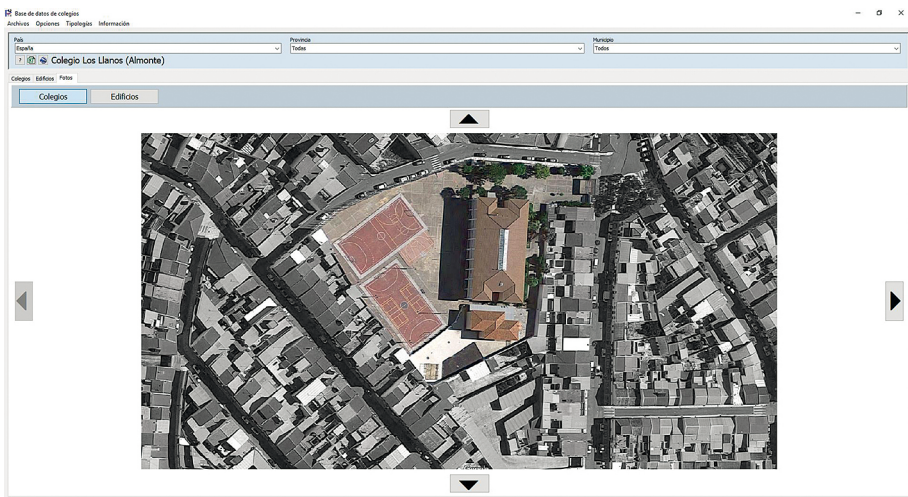 Base de datos de colegios
Archivos Opciones Tipologías Información
País Provincia Municipio
España Todas Todos
? Colegio Los Llanos (Almonte)
Colegios Edificios Fotos
Colegios Edificios